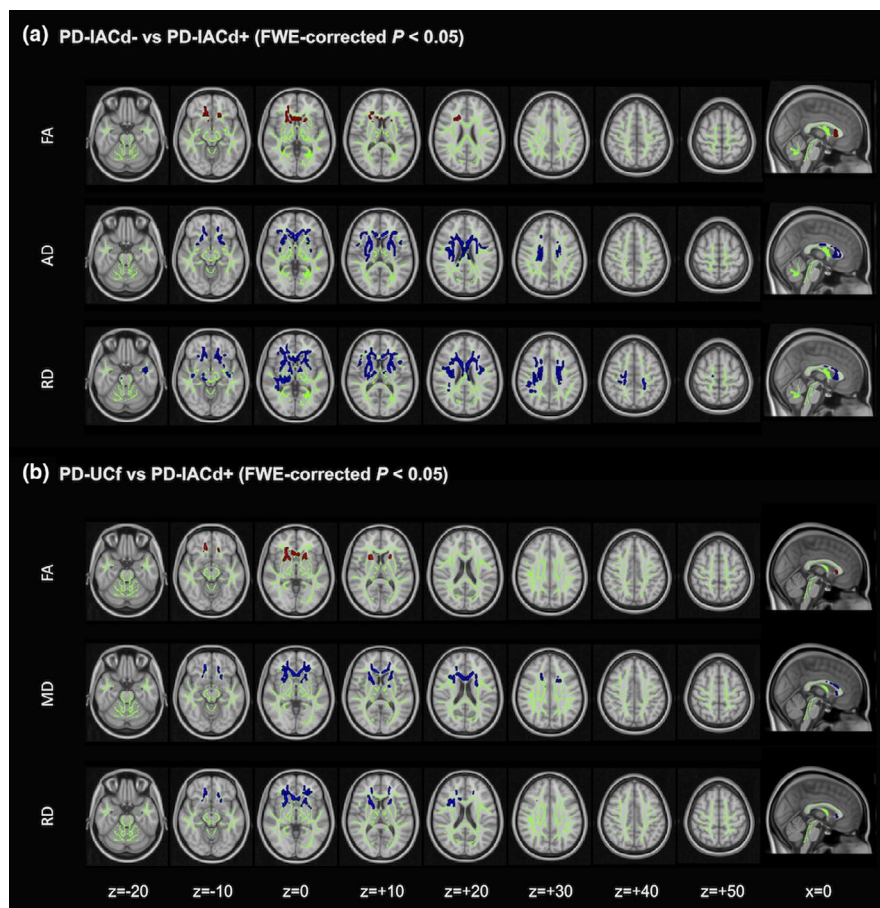 (a) PD-IACd- vs PD-IACd+ (FWE-corrected P < 0.05)
FA
AD
RD
(b) PD-UCf vs PD-IACd+ (FWE-corrected P < 0.05)
FA
MD
RD
z=-20 z=-10 z=0 z=+10 z=+20 z=+30 z=+40 z=+50 x=0